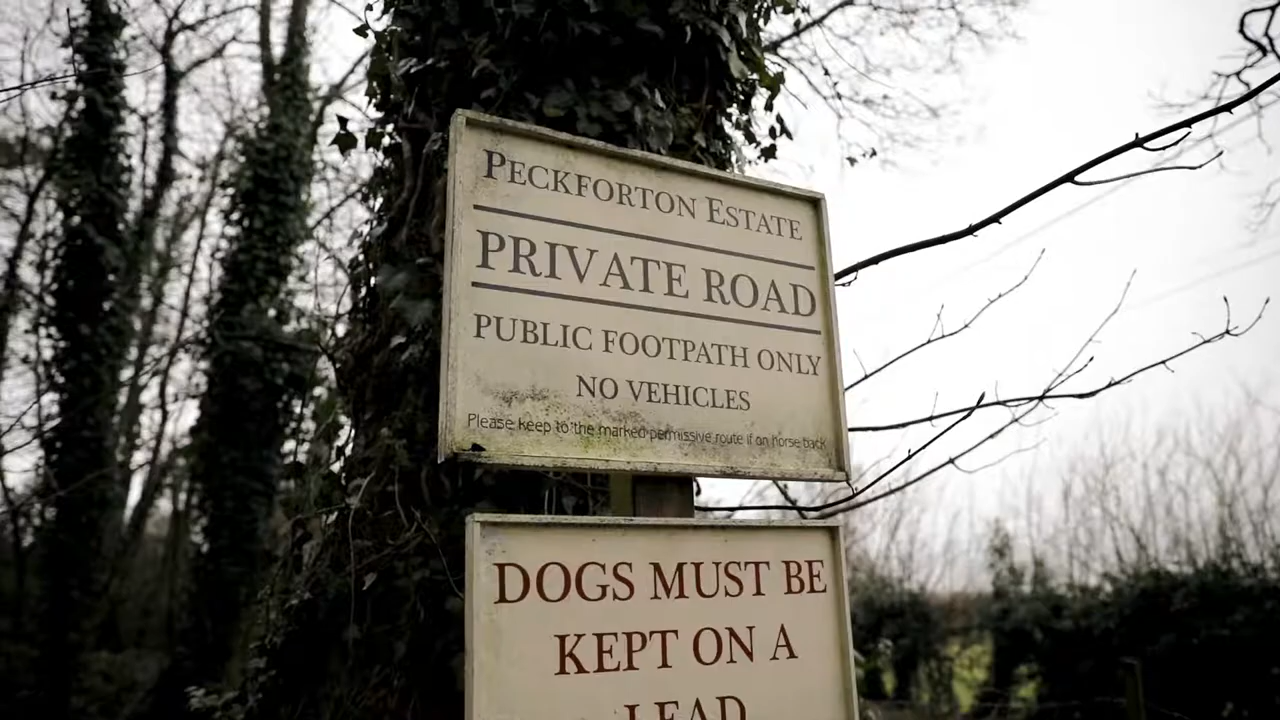 PECKFORTON ESTATE
PRIVATE ROAD
PUBLIC FOOTPATH ONLY
NO VEHICLES
Please keep to the marked permissive route if on horse back
DOGS MUST BE
KEPT ON A
LEAD